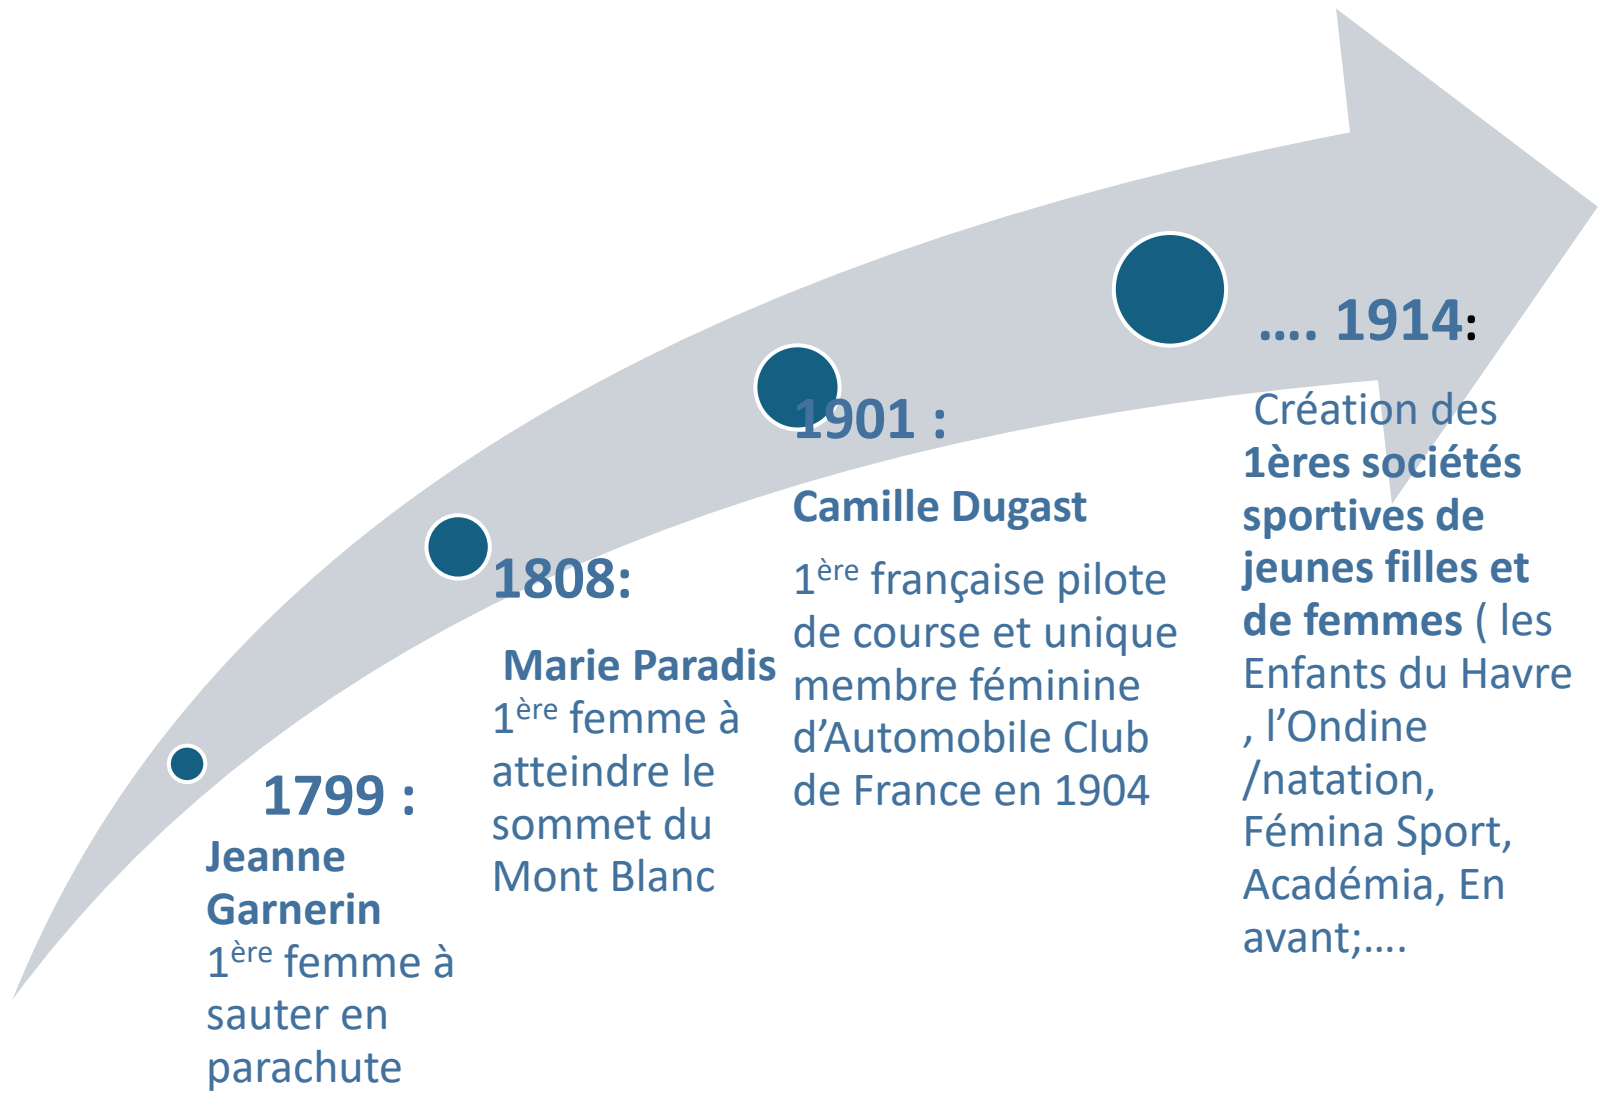 1799 :
Jeanne
Garnerin
1ère femme à
sauter en
parachute
1808:
Marie Paradis
1ère femme à
atteindre le
sommet du
Mont Blanc
1901 :
Camille Dugast
1ère française pilote
de course et unique
membre féminine
d’Automobile Club
de France en 1904
…. 1914:
Création des
1ères sociétés
sportives de
jeunes filles et
de femmes ( les
Enfants du Havre
, l’Ondine
/natation,
Fémina Sport,
Académia, En
avant;….